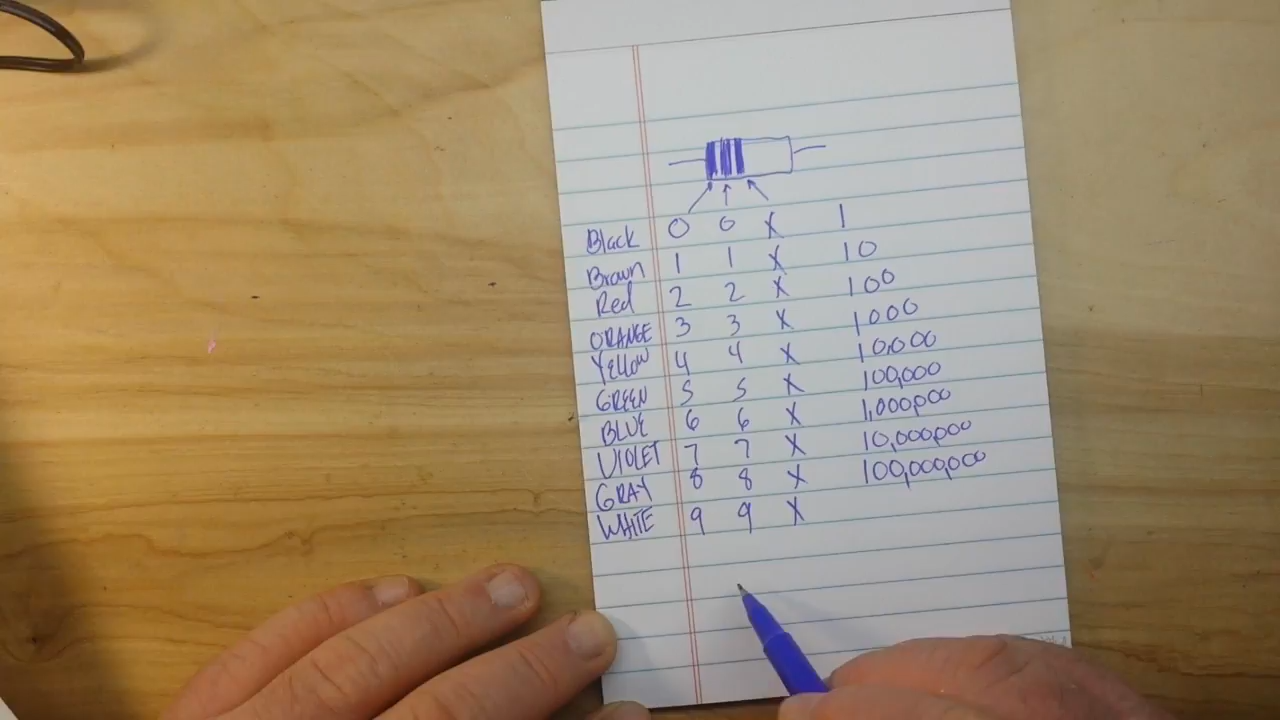 Black 0 0 X 1
Brown 1 1 X 10
Red 2 2 X 100
ORANGE 3 3 X 1000
Yellow 4 4 X 10,000
GREEN 5 5 X 100,000
BLUE 6 6 X 1,000,000
VIOLET 7 7 X 10,000,000
GRAY 8 8 X 100,000,000
WHITE 9 9 X